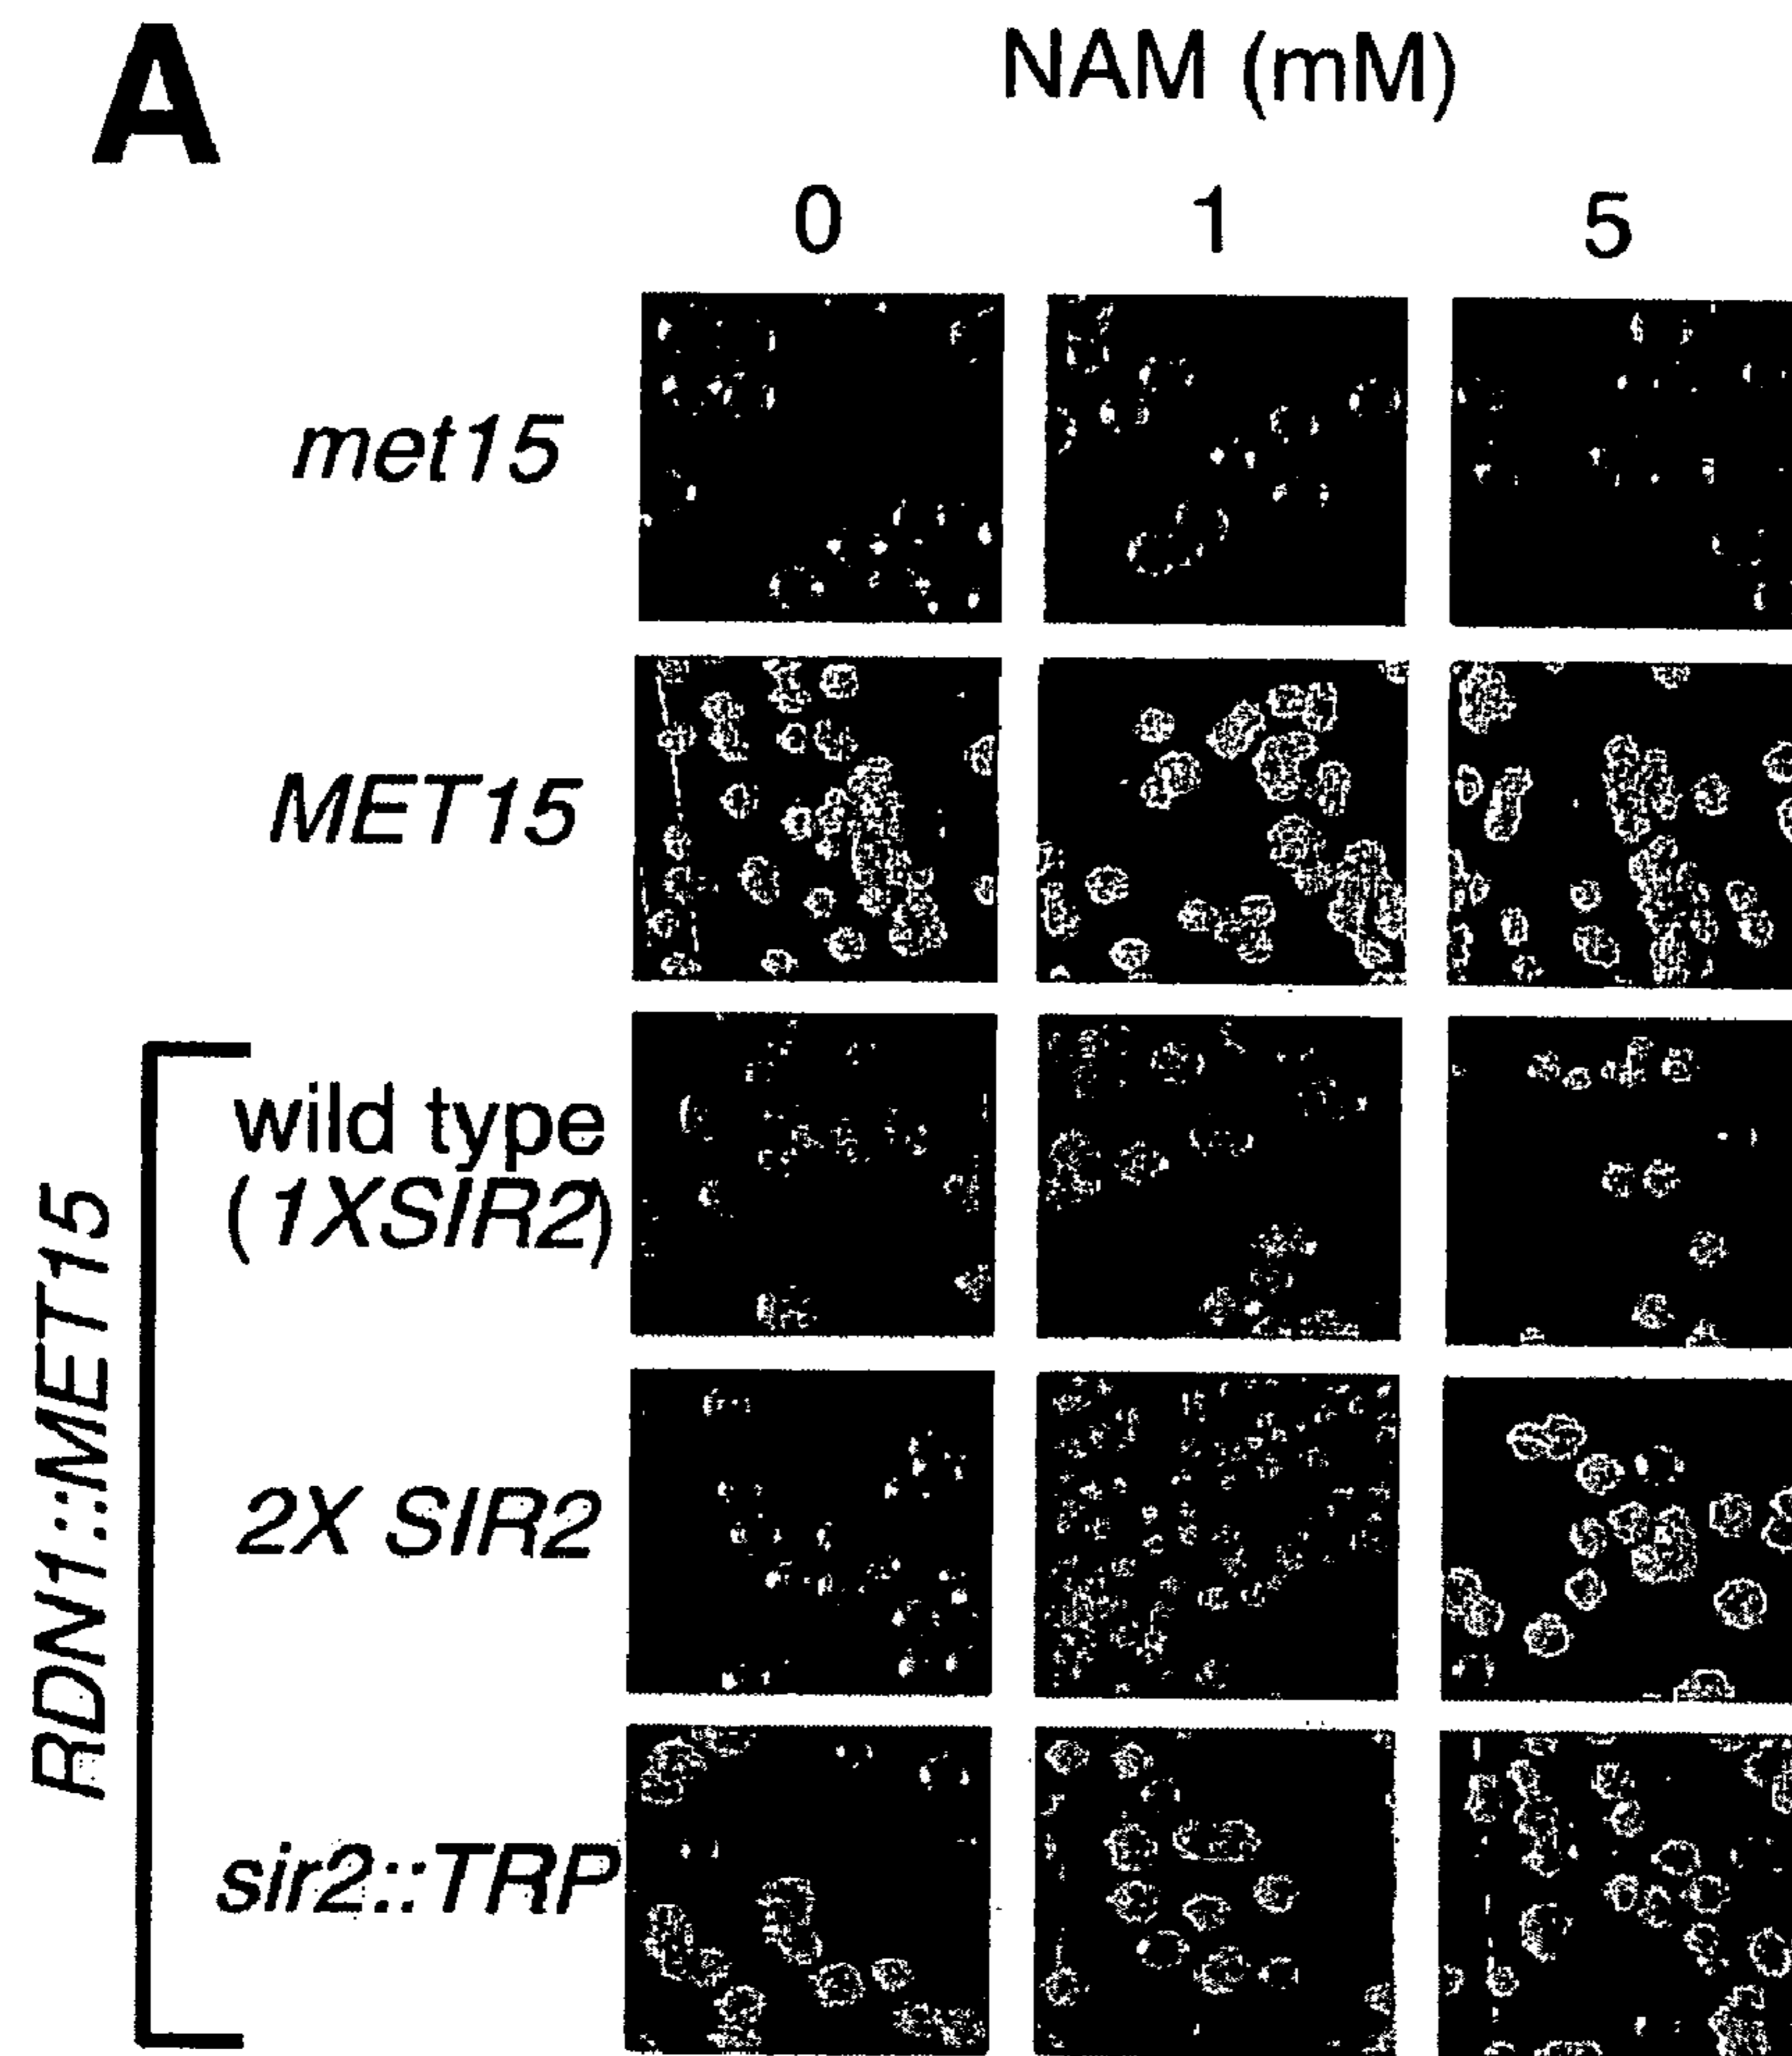 A
NAM (mM)
0 1 5
met15
MET15
RDN1::MET15
wild type
(1XSIR2)
2X SIR2
sir2::TRP